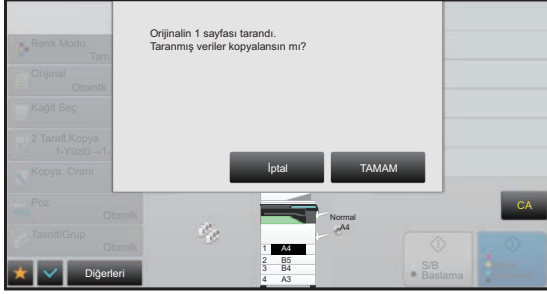 Orijinalin 1 sayfası tarandı.
Taranmış veriler kopyalansın mı?
İptal
TAMAM
Renk Modu
Tam
Orijinal
Otomtk
Kağıt Seç
2 Taraflı.Kopya
1-Yüzlü→1-
Kopya. Oranı
Poz
Otomtk
Tasnif/Grup
Otomtk
Diğerleri
Normal
A4
1 A4
2 B5
3 B4
4 A3
CA
S/B
Baslama